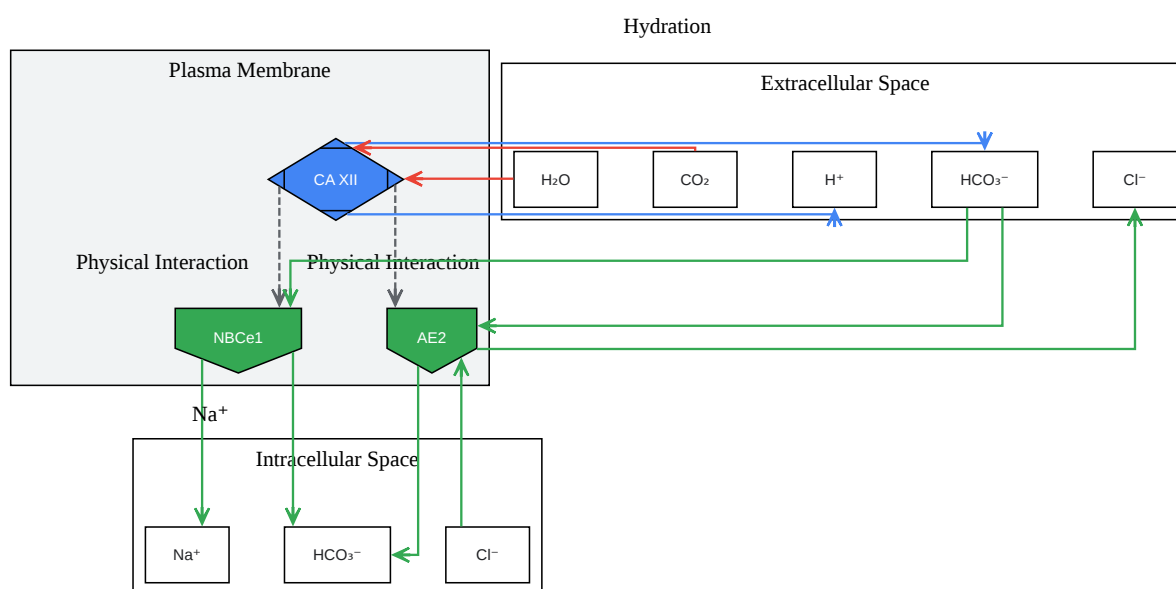 Hydration
Plasma Membrane
Extracellular Space
CA XII
H₂O
CO₂
H⁺
HCO₃⁻
Cl⁻
Physical Interaction
Physical Interaction
NBCe1
AE2
Na⁺
Intracellular Space
Na⁺
HCO₃⁻
Cl⁻